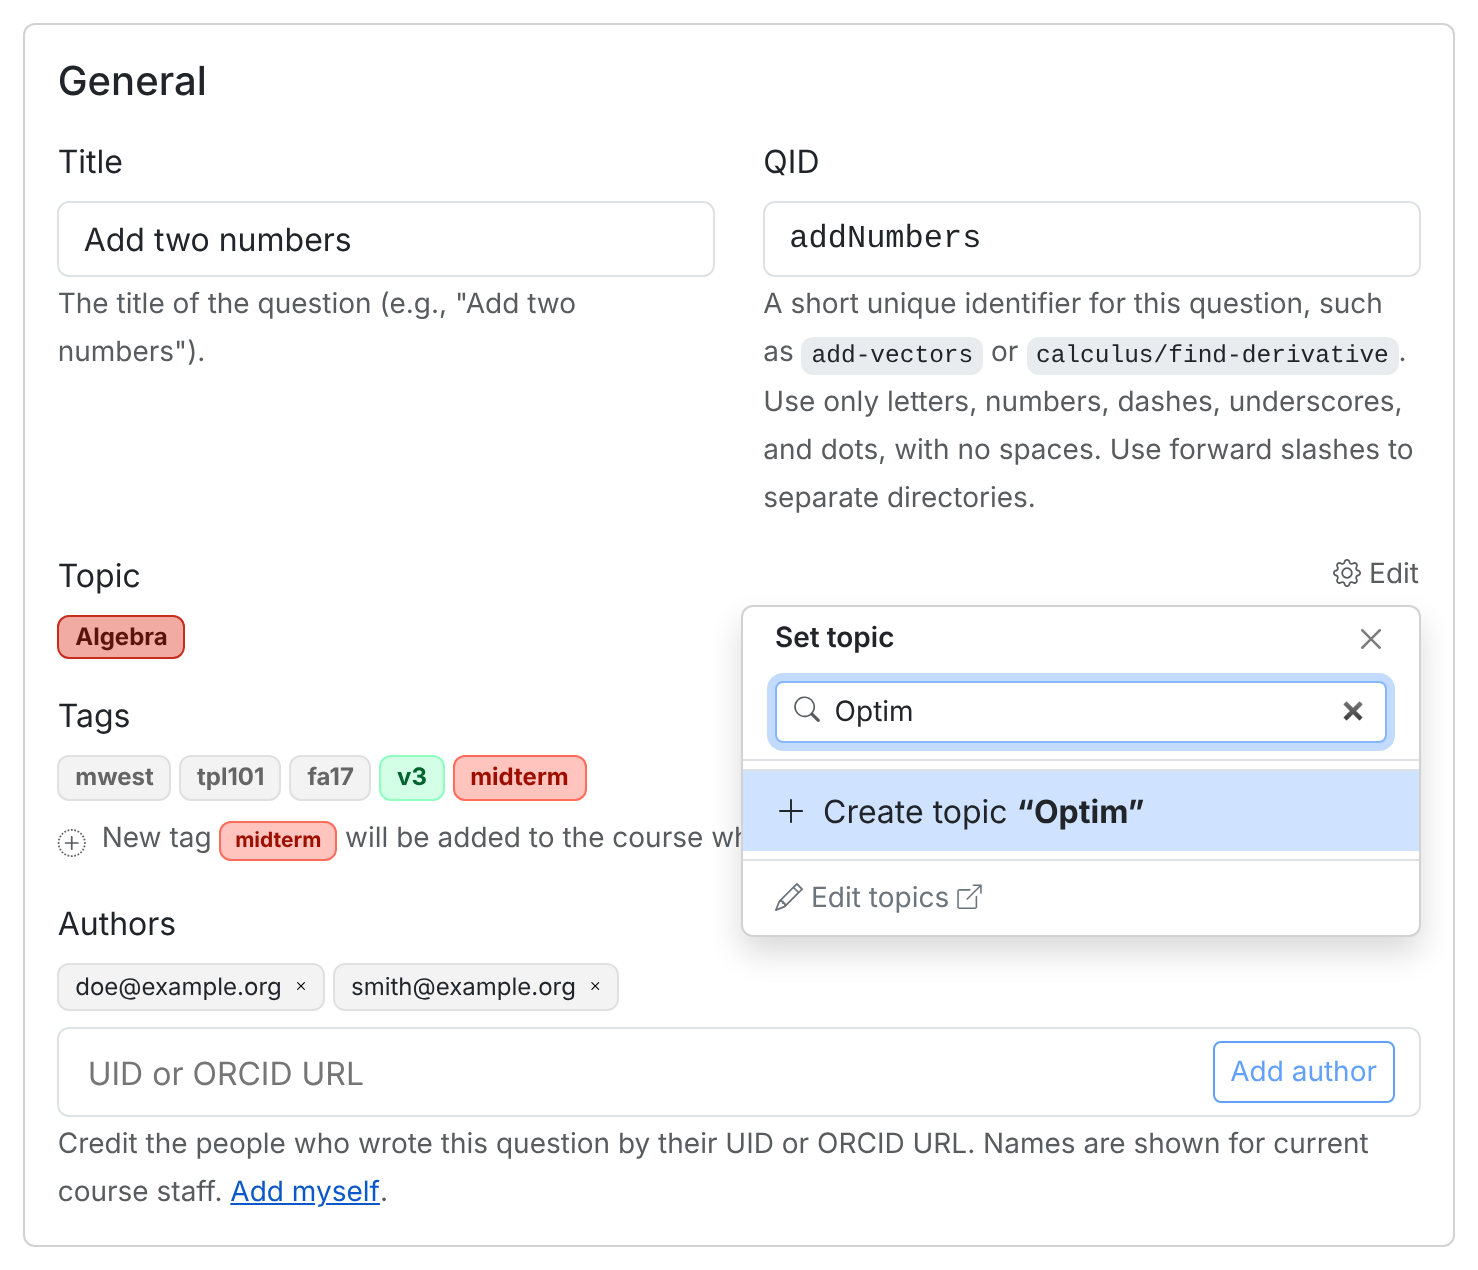 General
Title
Add two numbers
The title of the question (e.g., "Add two
numbers").
QID
addNumbers
A short unique identifier for this question, such
as add-vectors or calculus/find-derivative.
Use only letters, numbers, dashes, underscores,
and dots, with no spaces. Use forward slashes to
separate directories.
Topic
Edit
Algebra
Set topic
Optim
Create topic “Optim”
Edit topics
Tags
mwest tpl101 fa17 v3 midterm
New tag midterm will be added to the course
Authors
doe@example.org × smith@example.org ×
UID or ORCID URL
Add author
Credit the people who wrote this question by their UID or ORCID URL. Names are shown for current
course staff. Add myself.